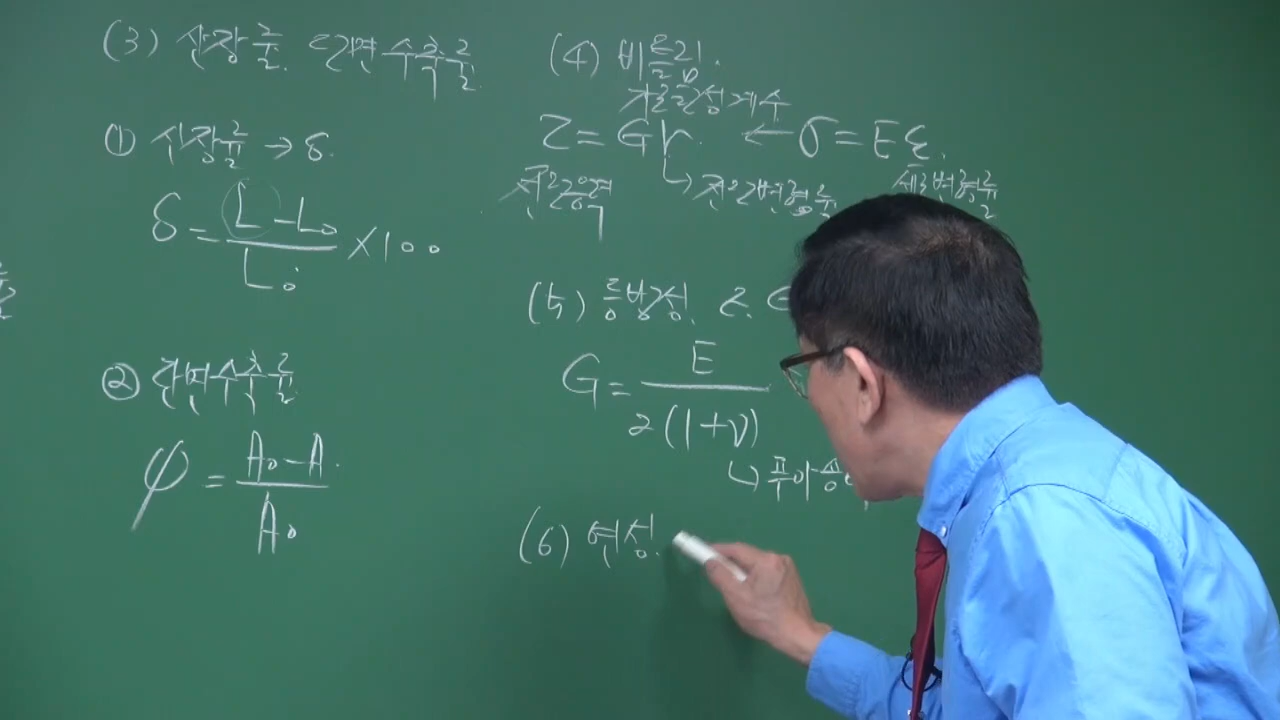 (3) 신장률 단면수축률
① 신장률 → δ.
δ = (L - L₀) / L₀ × 100
② 단면수축률
φ = (A₀ - A) / A₀
(4) 비틀림.
가로탄성계수
τ = Gγ ← σ = Eε.
전단응력 ↳ 전단변형률 세로변형률
(5) 등방성
G = E / 2(1+ν)
↳ 푸아송
(6) 연성.